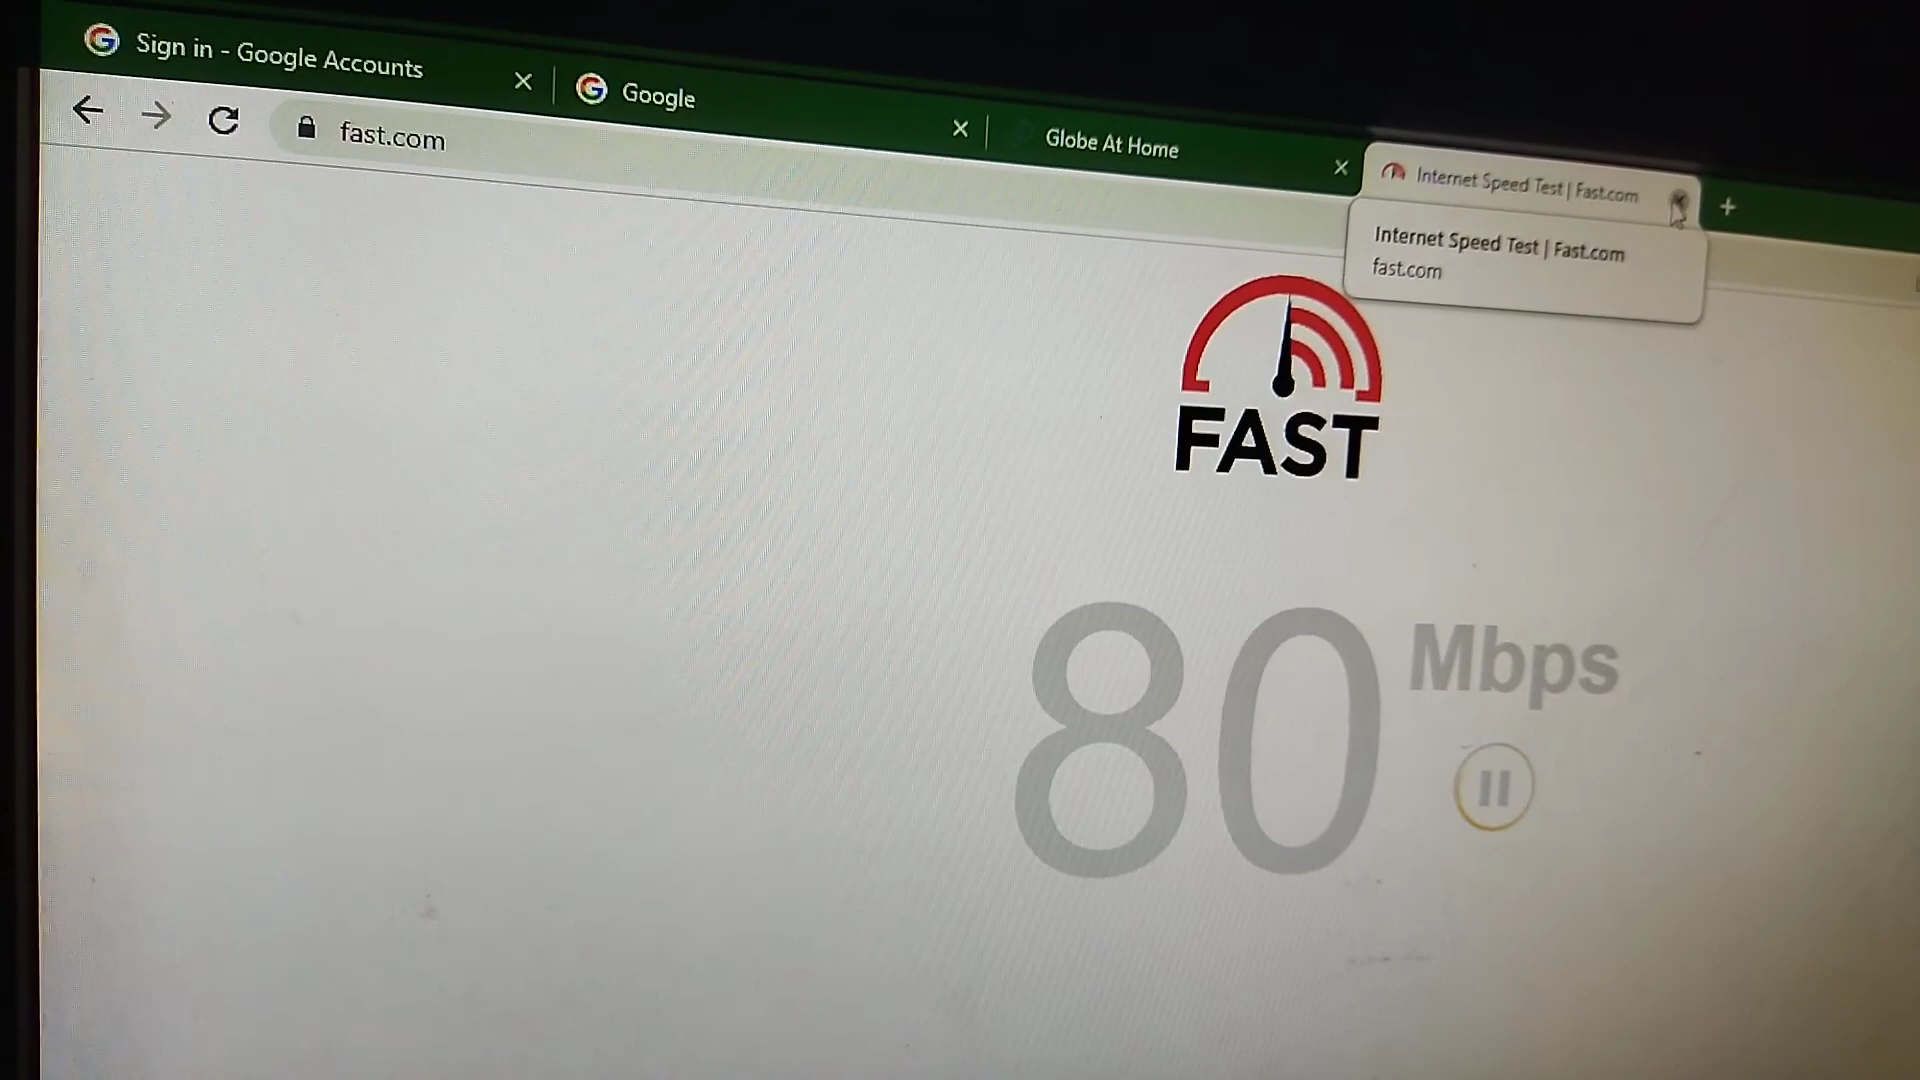 Sign in - Google Accounts
Google
Globe At Home
Internet Speed Test | Fast.com
fast.com
Internet Speed Test | Fast.com
fast.com
FAST
80 Mbps